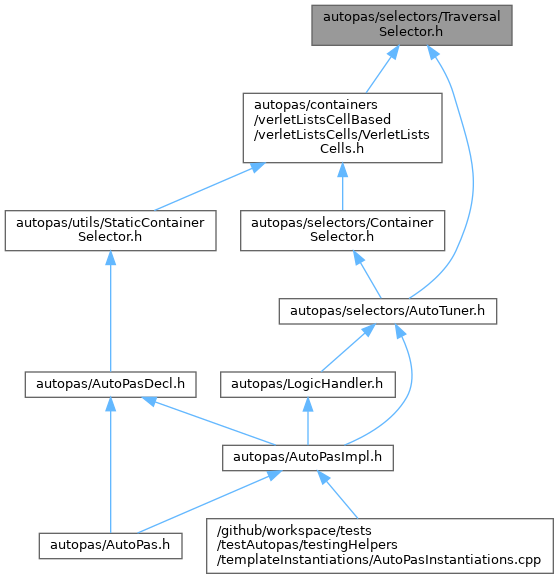 autopas/selectors/Traversal
Selector.h
autopas/containers
/verletListsCellBased
/verletListsCells/VerletLists
Cells.h
autopas/utils/StaticContainer
Selector.h
autopas/selectors/Container
Selector.h
autopas/selectors/AutoTuner.h
autopas/AutoPasDecl.h
autopas/LogicHandler.h
autopas/AutoPasImpl.h
autopas/AutoPas.h
/github/workspace/tests
/testAutopas/testingHelpers
/templateInstantiations/AutoPasInstantiations.cpp